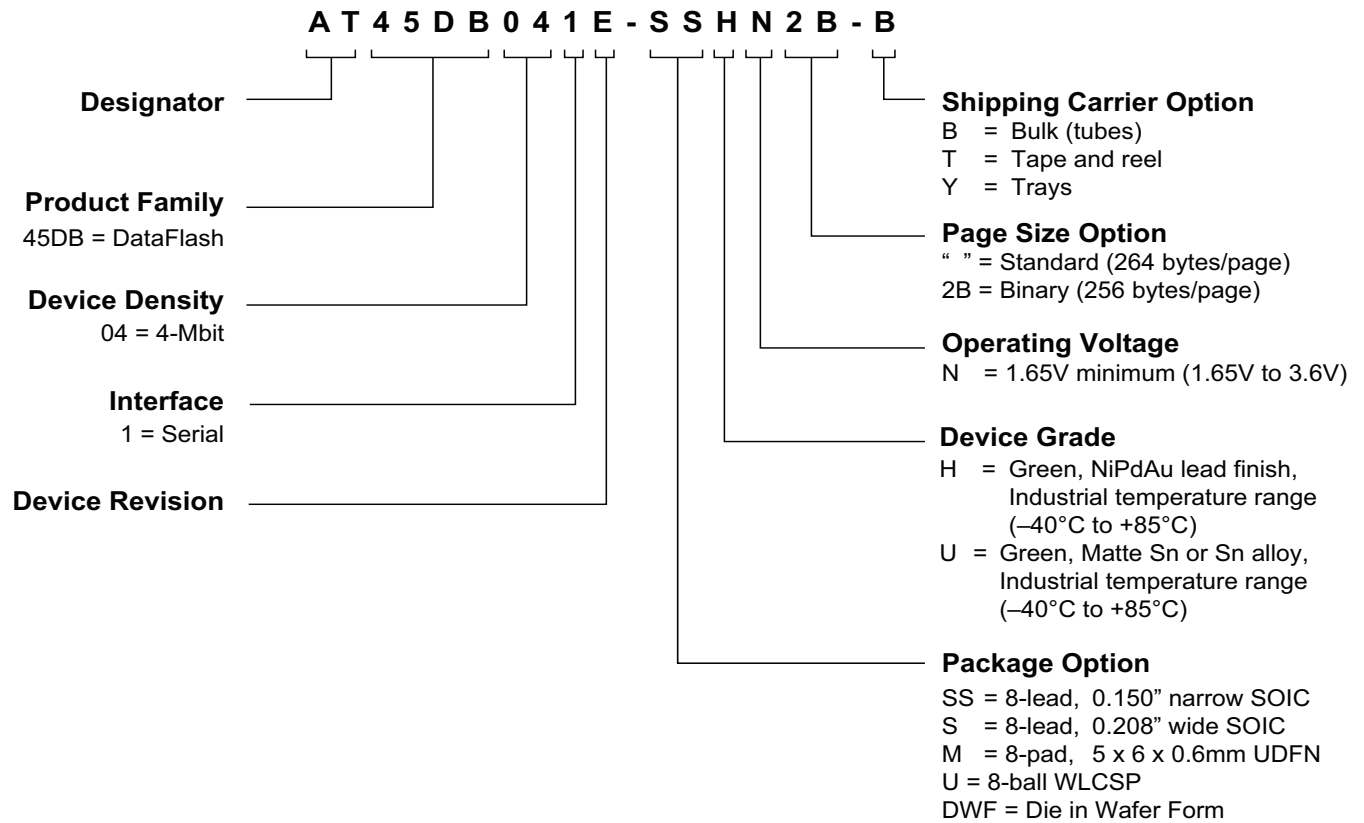 A T 4 5 D B 0 4 1 E - S S H N 2 B - B
Designator
Product Family
45DB = DataFlash
Device Density
04 = 4-Mbit
Interface
1 = Serial
Device Revision
Shipping Carrier Option
B = Bulk (tubes)
T = Tape and reel
Y = Trays
Page Size Option
“ ” = Standard (264 bytes/page)
2B = Binary (256 bytes/page)
Operating Voltage
N = 1.65V minimum (1.65V to 3.6V)
Device Grade
H = Green, NiPdAu lead finish,
Industrial temperature range
(–40°C to +85°C)
U = Green, Matte Sn or Sn alloy,
Industrial temperature range
(–40°C to +85°C)
Package Option
SS = 8-lead, 0.150” narrow SOIC
S = 8-lead, 0.208” wide SOIC
M = 8-pad, 5 x 6 x 0.6mm UDFN
U = 8-ball WLCSP
DWF = Die in Wafer Form